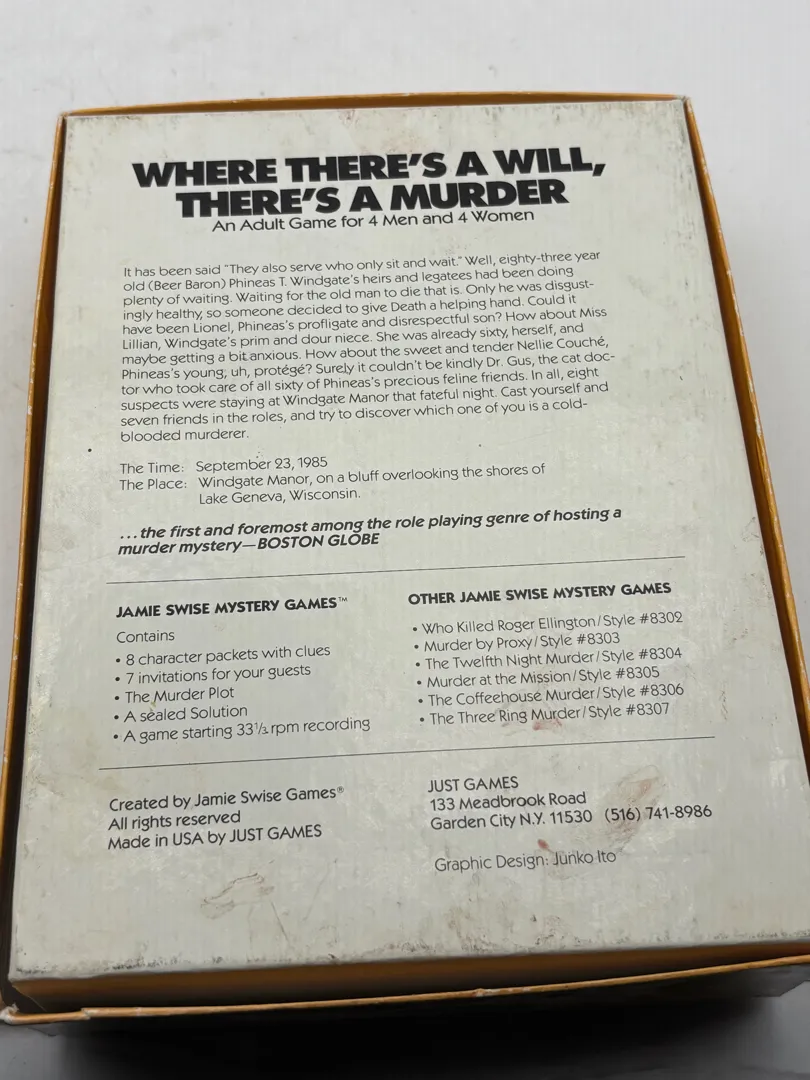 WHERE THERE'S A WILL,
THERE'S A MURDER
An Adult Game for 4 Men and 4 Women
It has been said "They also serve who only sit and wait." Well, eighty-three year
old (Beer Baron) Phineas T. Windgate's heirs and legatees had been doing
plenty of waiting. Waiting for the old man to die that is. Only he was disgust-
ingly healthy, so someone decided to give Death a helping hand. Could it
have been Lionel, Phineas's profligate and disrespectful son? How about Miss
Lillian, Windgate's prim and dour niece. She was already sixty, herself, and
maybe getting a bit anxious. How about the sweet and tender Nellie Couché,
Phineas's young, uh, protégé? Surely it couldn't be kindly Dr. Gus, the cat doc-
tor who took care of all sixty of Phineas's precious feline friends. In all, eight
suspects were staying at Windgate Manor that fateful night. Cast yourself and
seven friends in the roles, and try to discover which one of you is a cold-
blooded murderer.
The Time: September 23, 1985
The Place: Windgate Manor, on a bluff overlooking the shores of
Lake Geneva, Wisconsin.
...the first and foremost among the role playing genre of hosting a
murder mystery—BOSTON GLOBE
JAMIE SWISE MYSTERY GAMES™
Contains
• 8 character packets with clues
• 7 invitations for your guests
• The Murder Plot
• A sealed Solution
• A game starting 33⅓ rpm recording
OTHER JAMIE SWISE MYSTERY GAMES
• Who Killed Roger Ellington/Style #8302
• Murder by Proxy/Style #8303
• The Twelfth Night Murder/Style #8304
• Murder at the Mission/Style #8305
• The Coffeehouse Murder/Style #8306
• The Three Ring Murder/Style #8307
Created by Jamie Swise Games®
All rights reserved
Made in USA by JUST GAMES
JUST GAMES
133 Meadbrook Road
Garden City N.Y. 11530 (516) 741-8986
Graphic Design: Junko Ito